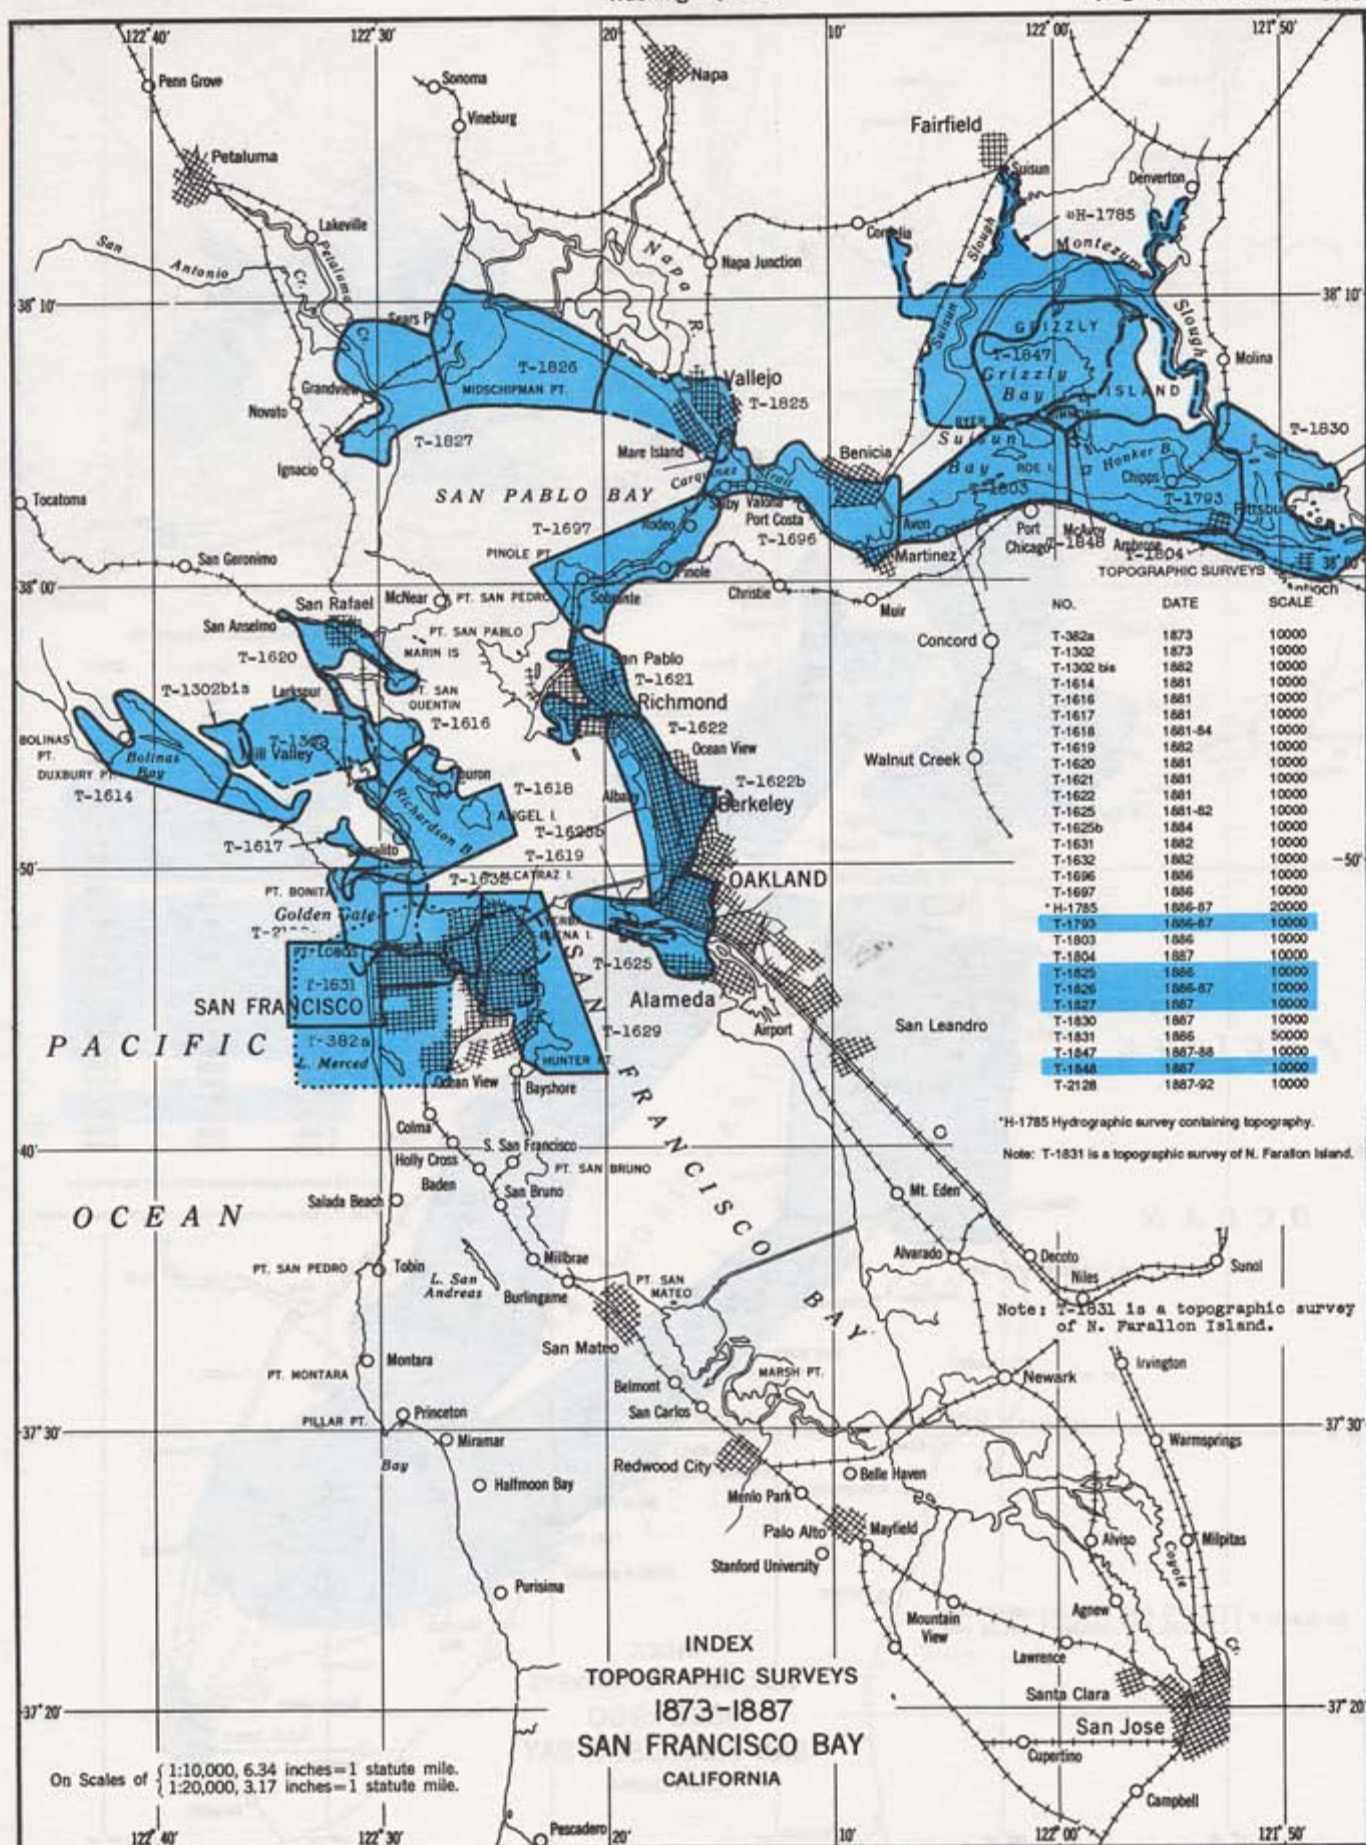 122° 40'
122° 30'
20'
10'
122° 00'
121° 50'
Penn Grove
Sonoma
Napa
Vineburg
Fairfield
Petaluma
Suisun
Denverton
Lakeville
¤H-1785
San Antonio Cr.
Petaluma Cr.
Napa R.
Napa Junction
Suisun Slough
Montezuma Slough
38° 10'
38° 10'
Sears Pt.
GRIZZLY ISLAND
T-1847
Grizzly Bay
Molina
T-1826
Vallejo
MIDSCHIPMAN PT.
Grandview
T-1825
Novato
T-1827
T-1830
Mare Island
Benicia
Suisun Bay
Ignacio
Honker B
ROE I.
Chipps
SAN PABLO BAY
Tocatoma
T-1803
T-1793
Valona
Pittsburg
T-1697
Rodeo
Port Costa
T-1696
Avon
Port Chicago
McAvoy
T-1848
T-1804
PINOLE PT.
Martinez
San Geronimo
Pinole
38° 00'
TOPOGRAPHIC SURVEYS
McNear
PT. SAN PEDRO
Sobrante
Christie
Muir
San Rafael
San Anselmo
PT. SAN PABLO
MARIN IS
Concord
T-1620
San Pablo
T-1621
T-1302bis
Larkspur
PT. SAN QUENTIN
Richmond
T-1616
T-1622
Ocean View
BOLINAS PT.
Bolinas Bay
Mill Valley
Walnut Creek
DUXBURY PT.
T-1614
Tiburon
T-1618
T-1622b
Albany
Berkeley
Richardson B
ANGEL I.
T-1625b
T-1617
T-1619
50'
50'
ALCATRAZ I.
OAKLAND
PT. BONITA
Golden Gate
PT. LOBOS
T-1625
T-1631
SAN FRANCISCO
Alameda
T-1629
Airport
San Leandro
PACIFIC
T-382a
L. Merced
HUNTER PT.
Ocean View
Bayshore
NO. DATE SCALE
T-382a 1873 10000
T-1302 1873 10000
T-1302 bis 1882 10000
T-1614 1881 10000
T-1616 1881 10000
T-1617 1881 10000
T-1618 1881-84 10000
T-1619 1882 10000
T-1620 1881 10000
T-1621 1881 10000
T-1622 1881 10000
T-1625 1881-82 10000
T-1625b 1884 10000
T-1631 1882 10000
T-1632 1882 10000
T-1696 1886 10000
T-1697 1886 10000
*H-1785 1886-87 20000
T-1793 1886-87 10000
T-1803 1886 10000
T-1804 1887 10000
T-1825 1886 10000
T-1826 1886-87 10000
T-1827 1887 10000
T-1830 1887 10000
T-1831 1886 50000
T-1847 1887-88 10000
T-1848 1887 10000
T-2128 1887-92 10000
*H-1785 Hydrographic survey containing topography.
Note: T-1831 is a topographic survey of N. Farallon Island.
SAN FRANCISCO BAY
Colma
40'
Holly Cross
S. San Francisco
PT. SAN BRUNO
Baden
San Bruno
Salada Beach
Mt. Eden
OCEAN
Millbrae
Alvarado
Decoto
Sunol
PT. SAN PEDRO
Tobin
L. San Andreas
Burlingame
PT. SAN MATEO
Niles
Note: T-1831 is a topographic survey
of N. Farallon Island.
San Mateo
Montara
PT. MONTARA
MARSH PT.
Irvington
Belmont
Newark
San Carlos
PILLAR PT.
Princeton
37° 30'
37° 30'
Miramar
Bay
Warmsprings
Redwood City
Halfmoon Bay
Belle Haven
Menlo Park
Palo Alto
Mayfield
Alviso
Milpitas
Stanford University
Coyote Cr.
Purisima
Mountain View
Agnew
Lawrence
INDEX
TOPOGRAPHIC SURVEYS
1873-1887
SAN FRANCISCO BAY
CALIFORNIA
Santa Clara
37° 20'
37° 20'
San Jose
Cupertino
On Scales of
1:10,000, 6.34 inches=1 statute mile.
1:20,000, 3.17 inches=1 statute mile.
Campbell
Pescadero
122° 40'
122° 30'
20'
10'
122° 00'
121° 50'